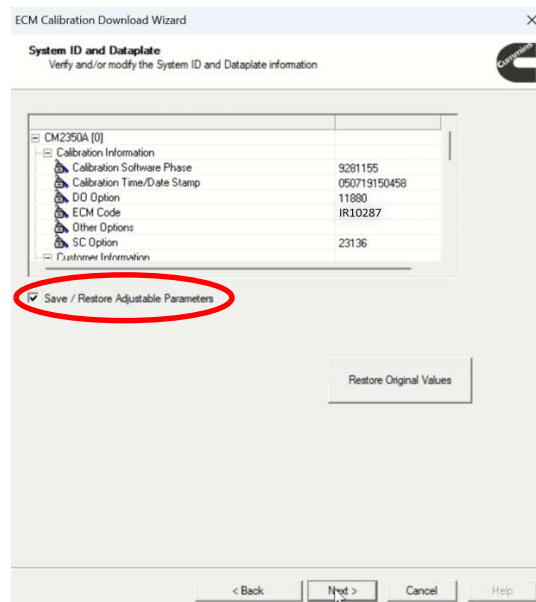 ECM Calibration Download Wizard
System ID and Dataplate
Verify and/or modify the System ID and Dataplate information
Cummins
CM2350A [0]
Calibration Information
Calibration Software Phase 9281155
Calibration Time/Date Stamp 050719150458
DO Option 11880
ECM Code IR10287
Other Options
SC Option 23136
Customer Information
Save / Restore Adjustable Parameters
Restore Original Values
< Back Next > Cancel Help